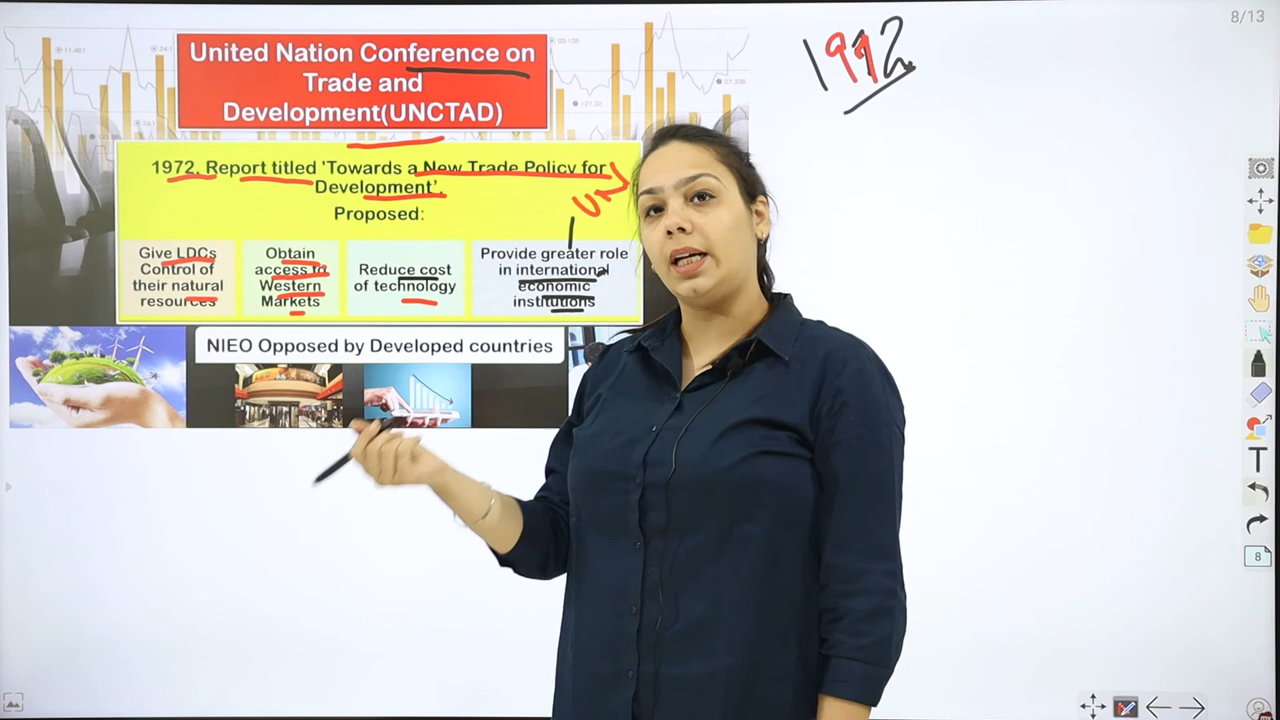 8/13
1992
United Nation Conference on
Trade and
Development(UNCTAD)
1972, Report titled 'Towards a New Trade Policy for
Development'.
Proposed:
UN
Give LDCs
Control of
their natural
resources
Obtain
access to
Western
Markets
Reduce cost
of technology
Provide greater role
in international
economic
institutions
NIEO Opposed by Developed countries
T
8